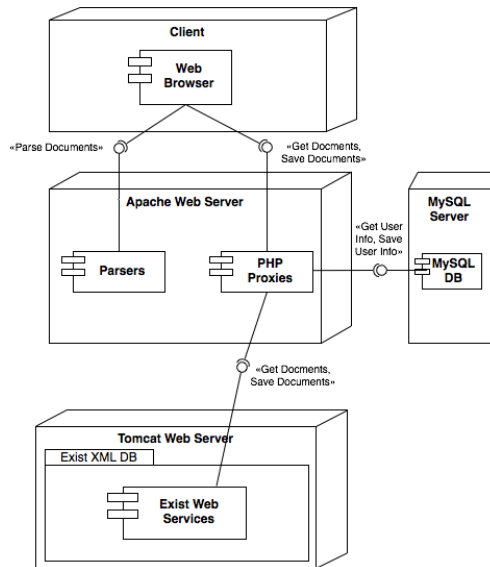 Client
Web
Browser
«Parse Documents»
«Get Docments,
Save Documents»
Apache Web Server
MySQL
Server
«Get User
Info, Save
User Info»
Parsers
PHP
Proxies
MySQL
DB
«Get Docments,
Save Documents»
Tomcat Web Server
Exist XML DB
Exist Web
Services